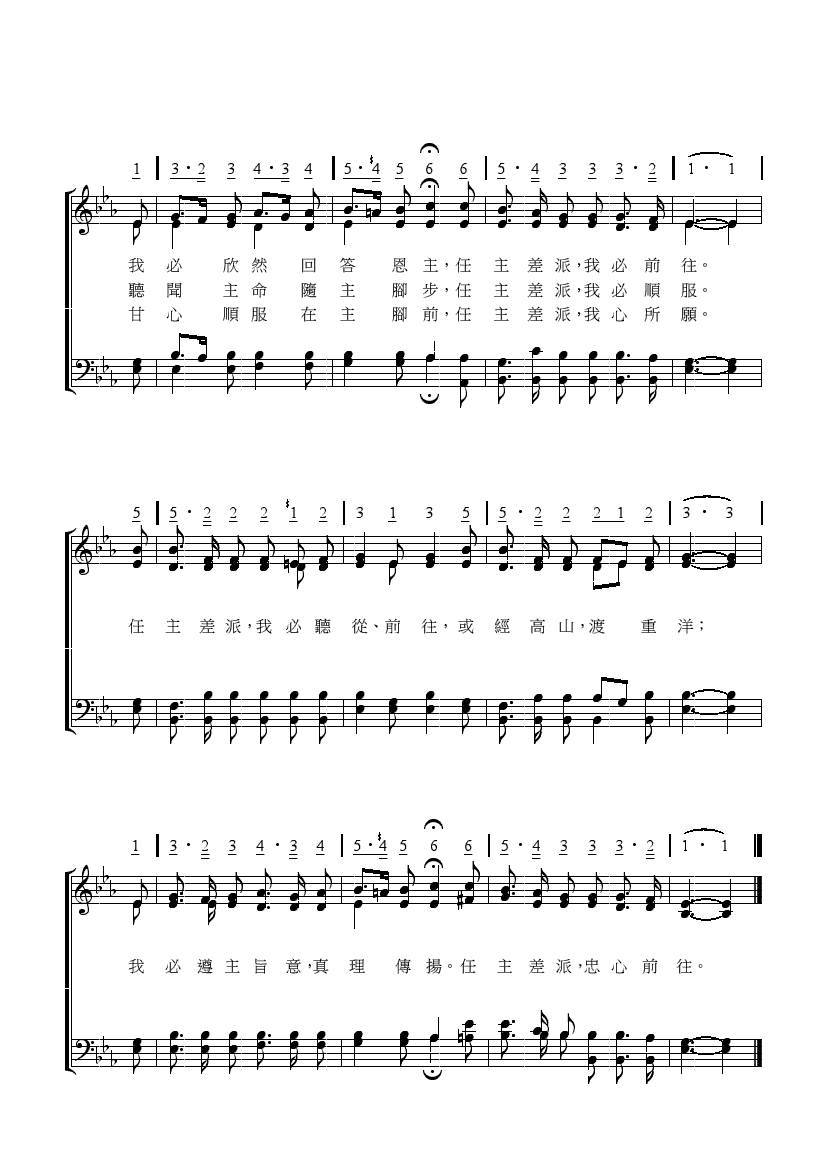 1 3·2 3 4·3 4 5·4 5 6 6 5·4 3 3 3·2 1· 1
我必欣然回答恩主,任主差派,我必前往。
聽聞主命隨主腳步,任主差派,我必順服。
甘心順服在主腳前,任主差派,我心所願。
5 5·2 2 2 1 2 3 1 3 5 5·2 2 2 1 2 3· 3
任主差派,我必聽從、前往,或經高山,渡重洋;
1 3·2 3 4·3 4 5·4 5 6 6 5·4 3 3 3·2 1· 1
我必遵主旨意,真理傳揚。任主差派,忠心前往。